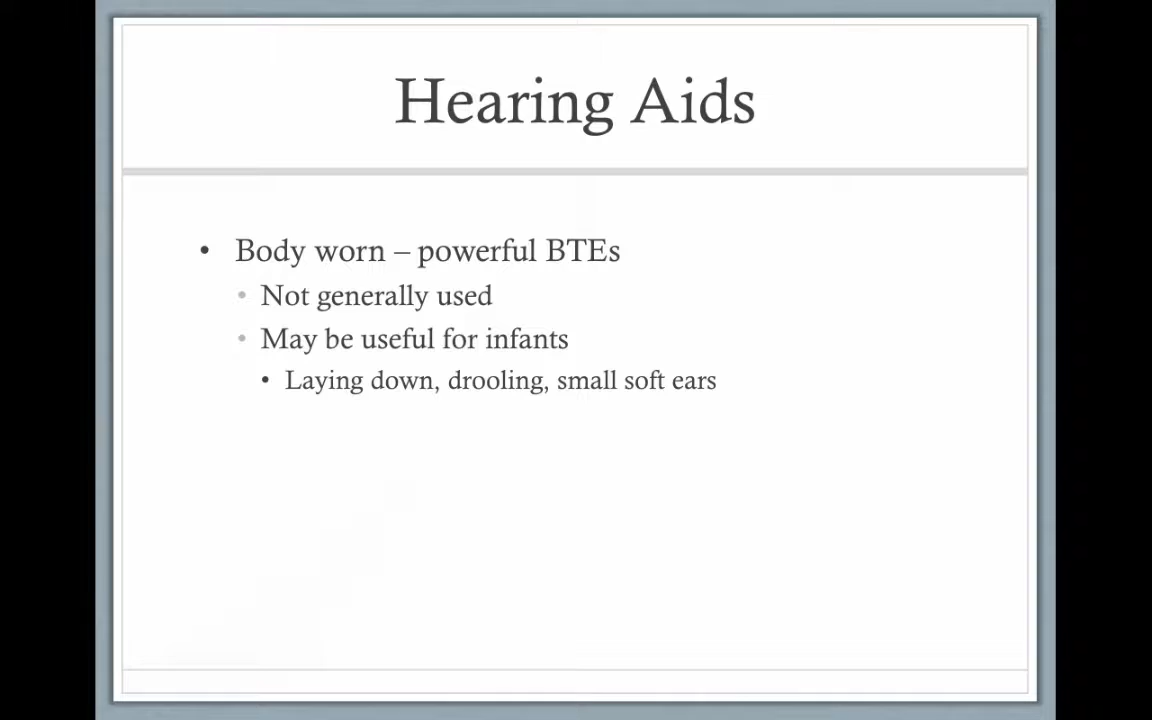 Hearing Aids
• Body worn – powerful BTEs
• Not generally used
• May be useful for infants
• Laying down, drooling, small soft ears